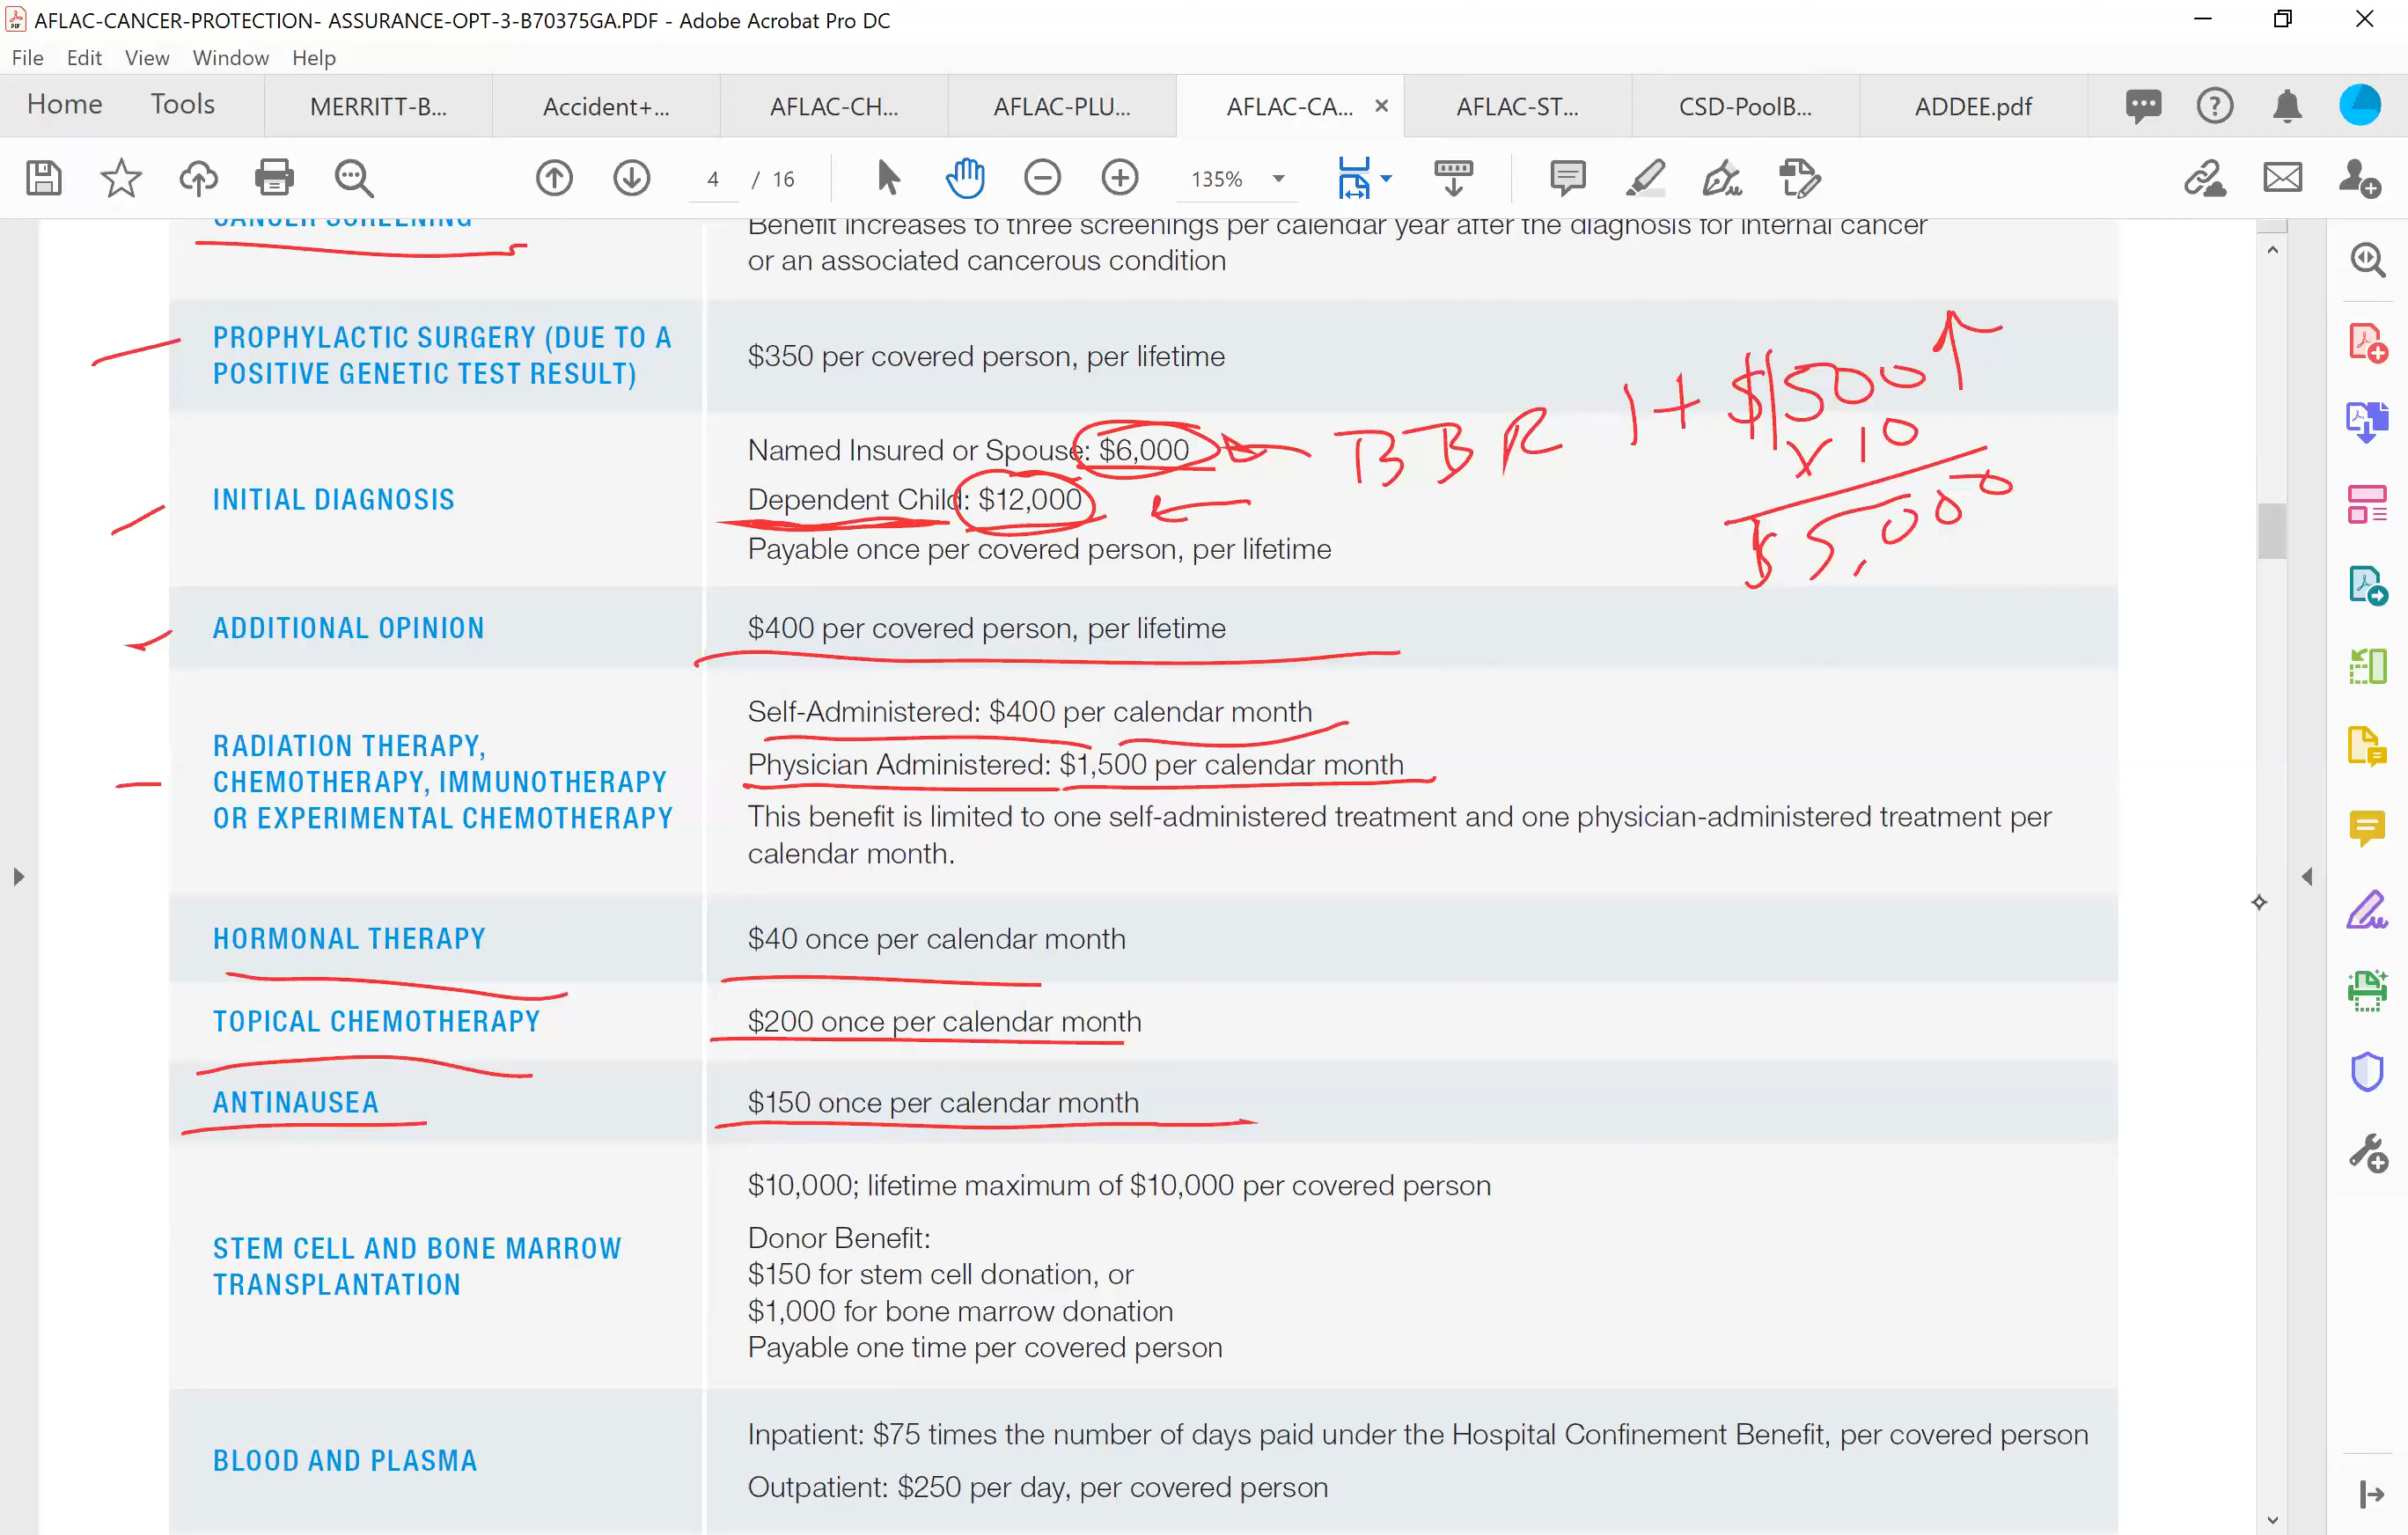 AFLAC-CANCER-PROTECTION- ASSURANCE-OPT-3-B70375GA.PDF - Adobe Acrobat Pro DC
File Edit View Window Help
Home Tools MERRITT-B... Accident+... AFLAC-CH... AFLAC-PLU... AFLAC-CA... AFLAC-ST... CSD-PoolB... ADDEE.pdf
4 / 16 135%
CANCER SCREENING
Benefit increases to three screenings per calendar year after the diagnosis for internal cancer
or an associated cancerous condition
PROPHYLACTIC SURGERY (DUE TO A
POSITIVE GENETIC TEST RESULT)
$350 per covered person, per lifetime
INITIAL DIAGNOSIS
Named Insured or Spouse: $6,000
Dependent Child: $12,000
Payable once per covered person, per lifetime
BBR
1+ $500
x 10
$5,000
ADDITIONAL OPINION
$400 per covered person, per lifetime
RADIATION THERAPY,
CHEMOTHERAPY, IMMUNOTHERAPY
OR EXPERIMENTAL CHEMOTHERAPY
Self-Administered: $400 per calendar month
Physician Administered: $1,500 per calendar month
This benefit is limited to one self-administered treatment and one physician-administered treatment per
calendar month.
HORMONAL THERAPY
$40 once per calendar month
TOPICAL CHEMOTHERAPY
$200 once per calendar month
ANTINAUSEA
$150 once per calendar month
STEM CELL AND BONE MARROW
TRANSPLANTATION
$10,000; lifetime maximum of $10,000 per covered person
Donor Benefit:
$150 for stem cell donation, or
$1,000 for bone marrow donation
Payable one time per covered person
BLOOD AND PLASMA
Inpatient: $75 times the number of days paid under the Hospital Confinement Benefit, per covered person
Outpatient: $250 per day, per covered person